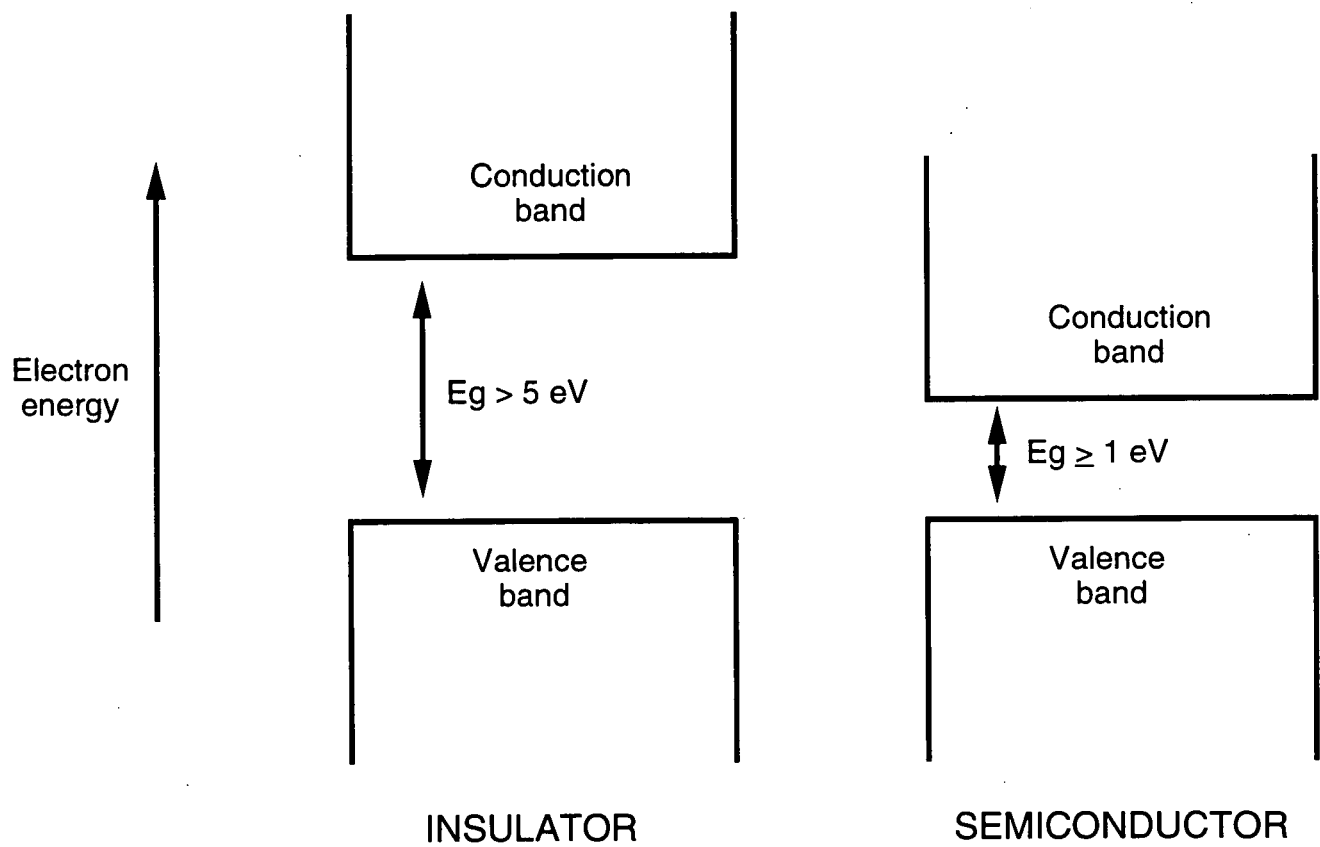 Conduction
band
Conduction
band
Electron
energy
Eg > 5 eV
Eg ≥ 1 eV
Valence
band
Valence
band
INSULATOR
SEMICONDUCTOR